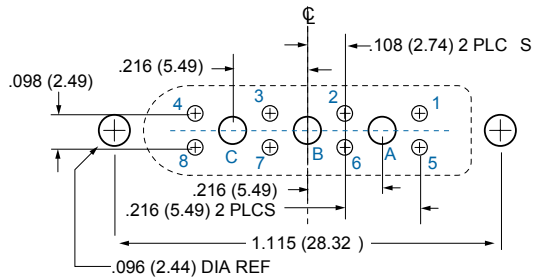 ℄
.108 (2.74) 2 PLC S
.216 (5.49)
.098 (2.49)
4 3 2 1
C B A
8 7 6 5
.216 (5.49)
.216 (5.49) 2 PLCS
1.115 (28.32 )
.096 (2.44) DIA REF